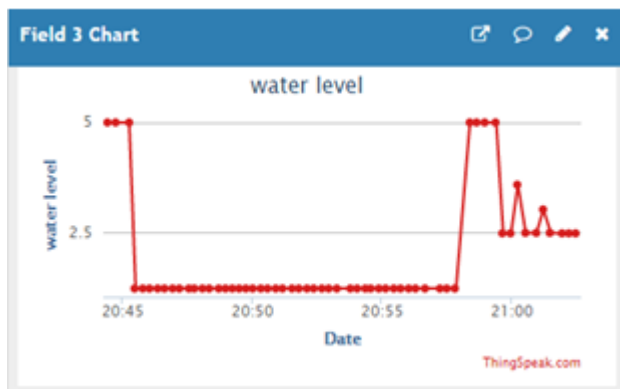 Field 3 Chart
water level
5
water level
2.5
20:45 20:50 20:55 21:00
Date
ThingSpeak.com